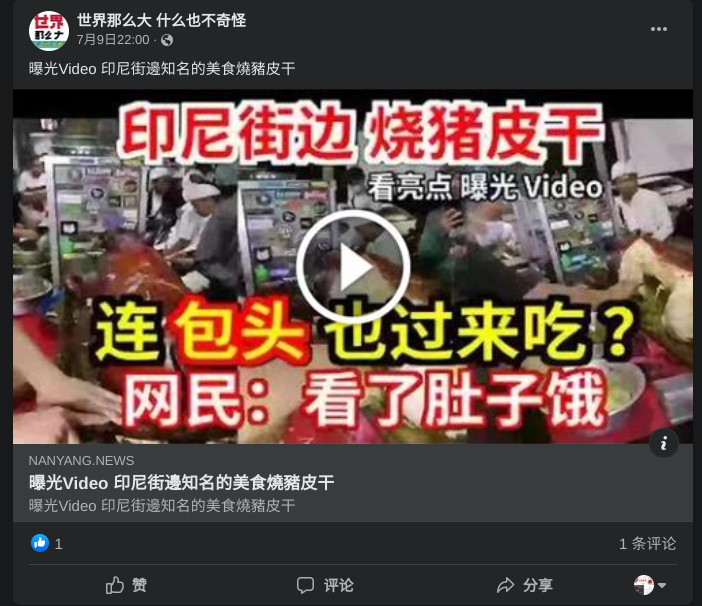 世界那么大 什么也不奇怪
7月9日22:00
曝光Video 印尼街邊知名的美食燒豬皮干
印尼街边 烧猪皮干
看亮点 曝光 Video
连 包头 也过来吃？
网民：看了肚子饿
NANYANG.NEWS
曝光Video 印尼街邊知名的美食燒豬皮干
曝光Video 印尼街邊知名的美食燒豬皮干
1
1 条评论
赞
评论
分享